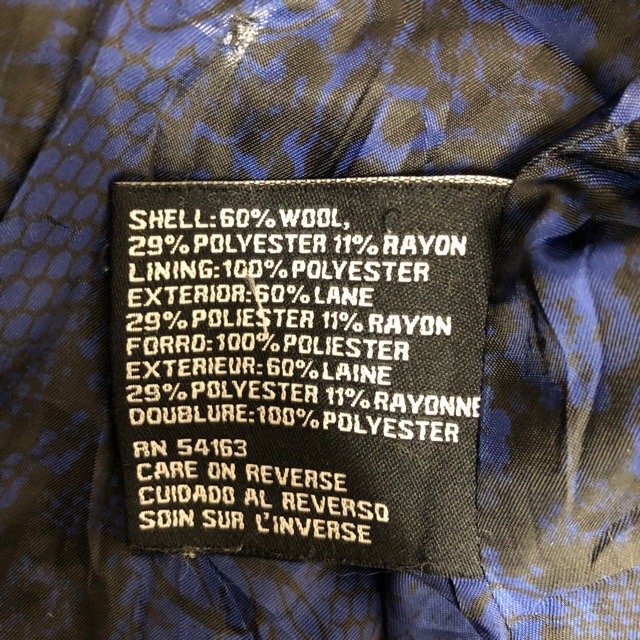 SHELL:60% WOOL,
29% POLYESTER 11% RAYON
LINING:100% POLYESTER
EXTERIOR:60% LANE
29% POLIESTER 11% RAYON
FORRO:100% POLIESTER
EXTERIEUR:60% LAINE
29% POLYESTER 11% RAYONNE
DOUBLURE:100% POLYESTER
RN 54163
CARE ON REVERSE
CUIDADO AL REVERSO
SOIN SUR L'INVERSE